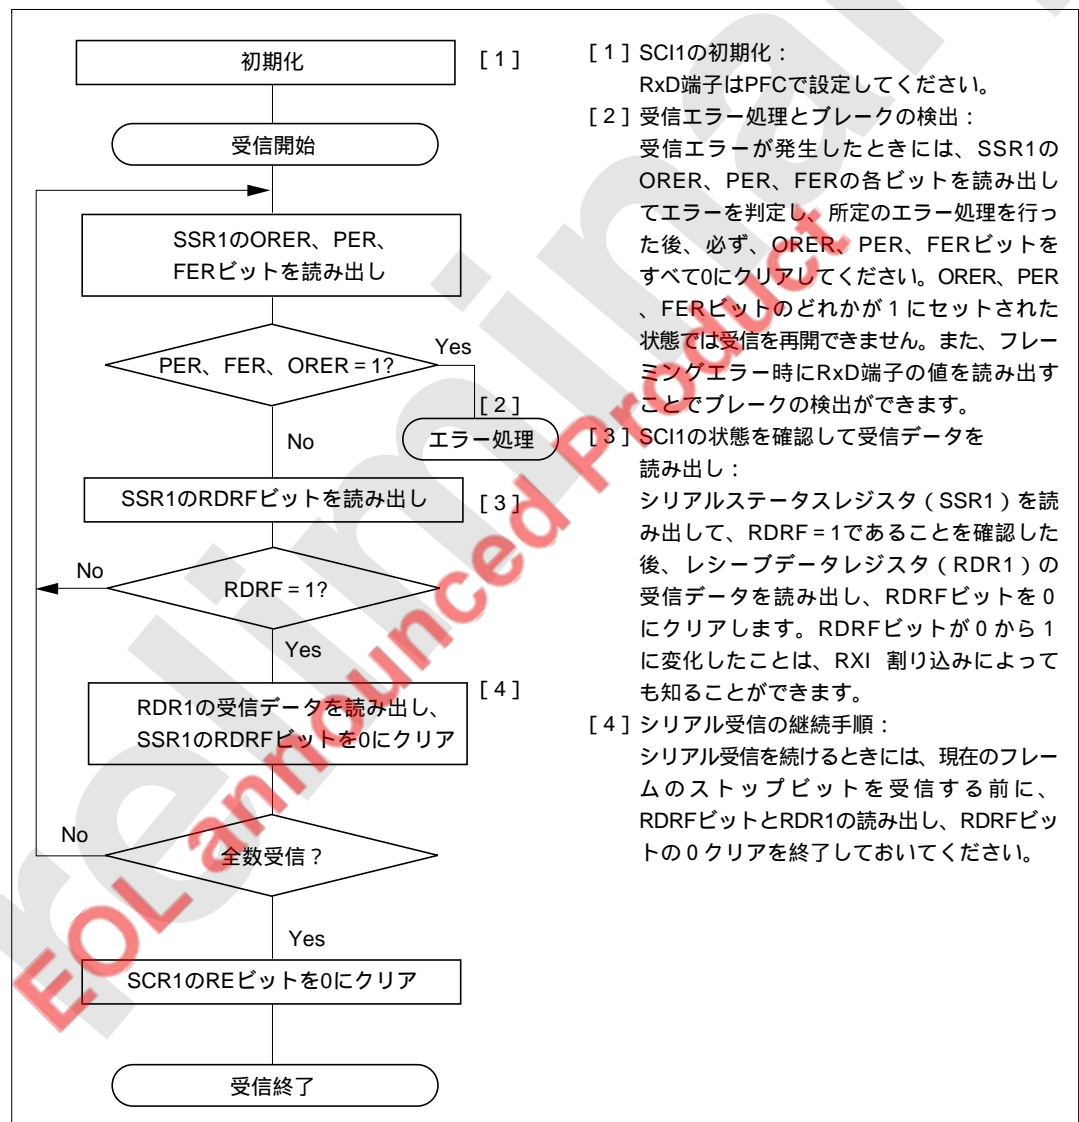 初期化
[1]
受信開始
SSR1のORER、PER、
FERビットを読み出し
PER、FER、ORER = 1?
Yes
[2]
No
エラー処理
SSR1のRDRFビットを読み出し
[3]
No
RDRF = 1?
Yes
RDR1の受信データを読み出し、
SSR1のRDRFビットを0にクリア
[4]
No
全数受信?
Yes
SCR1のREビットを0にクリア
受信終了
[1] SCI1の初期化:
RxD端子はPFCで設定してください。
[2] 受信エラー処理とブレークの検出:
受信エラーが発生したときには、SSR1の
ORER、PER、FERの各ビットを読み出し
てエラーを判定し、所定のエラー処理を行っ
た後、必ず、ORER、PER、FERビットを
すべて0にクリアしてください。ORER、PER
、FERビットのどれかが1にセットされた
状態では受信を再開できません。また、フレー
ミングエラー時にRxD端子の値を読み出す
ことでブレークの検出ができます。
[3] SCI1の状態を確認して受信データを
読み出し:
シリアルステータスレジスタ(SSR1)を読
み出して、RDRF = 1であることを確認した
後、レシーブデータレジスタ(RDR1)の
受信データを読み出し、RDRFビットを0
にクリアします。RDRFビットが0から1
に変化したことは、RXI 割り込みによって
も知ることができます。
[4] シリアル受信の継続手順:
シリアル受信を続けるときには、現在のフレー
ムのストップビットを受信する前に、
RDRFビットとRDR1の読み出し、RDRFビッ
トの0クリアを終了しておいてください。
EOL announced Product
relimina